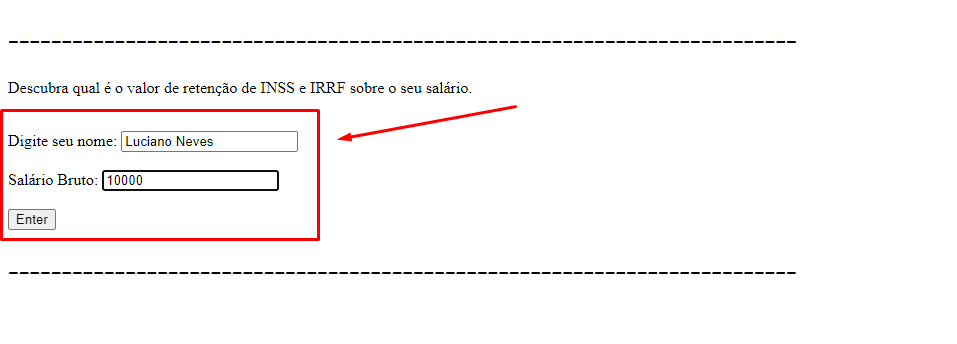 --------------------------------------------------------------------------
Descubra qual é o valor de retenção de INSS e IRRF sobre o seu salário.
Digite seu nome: Luciano Neves
Salário Bruto: 10000
Enter
--------------------------------------------------------------------------